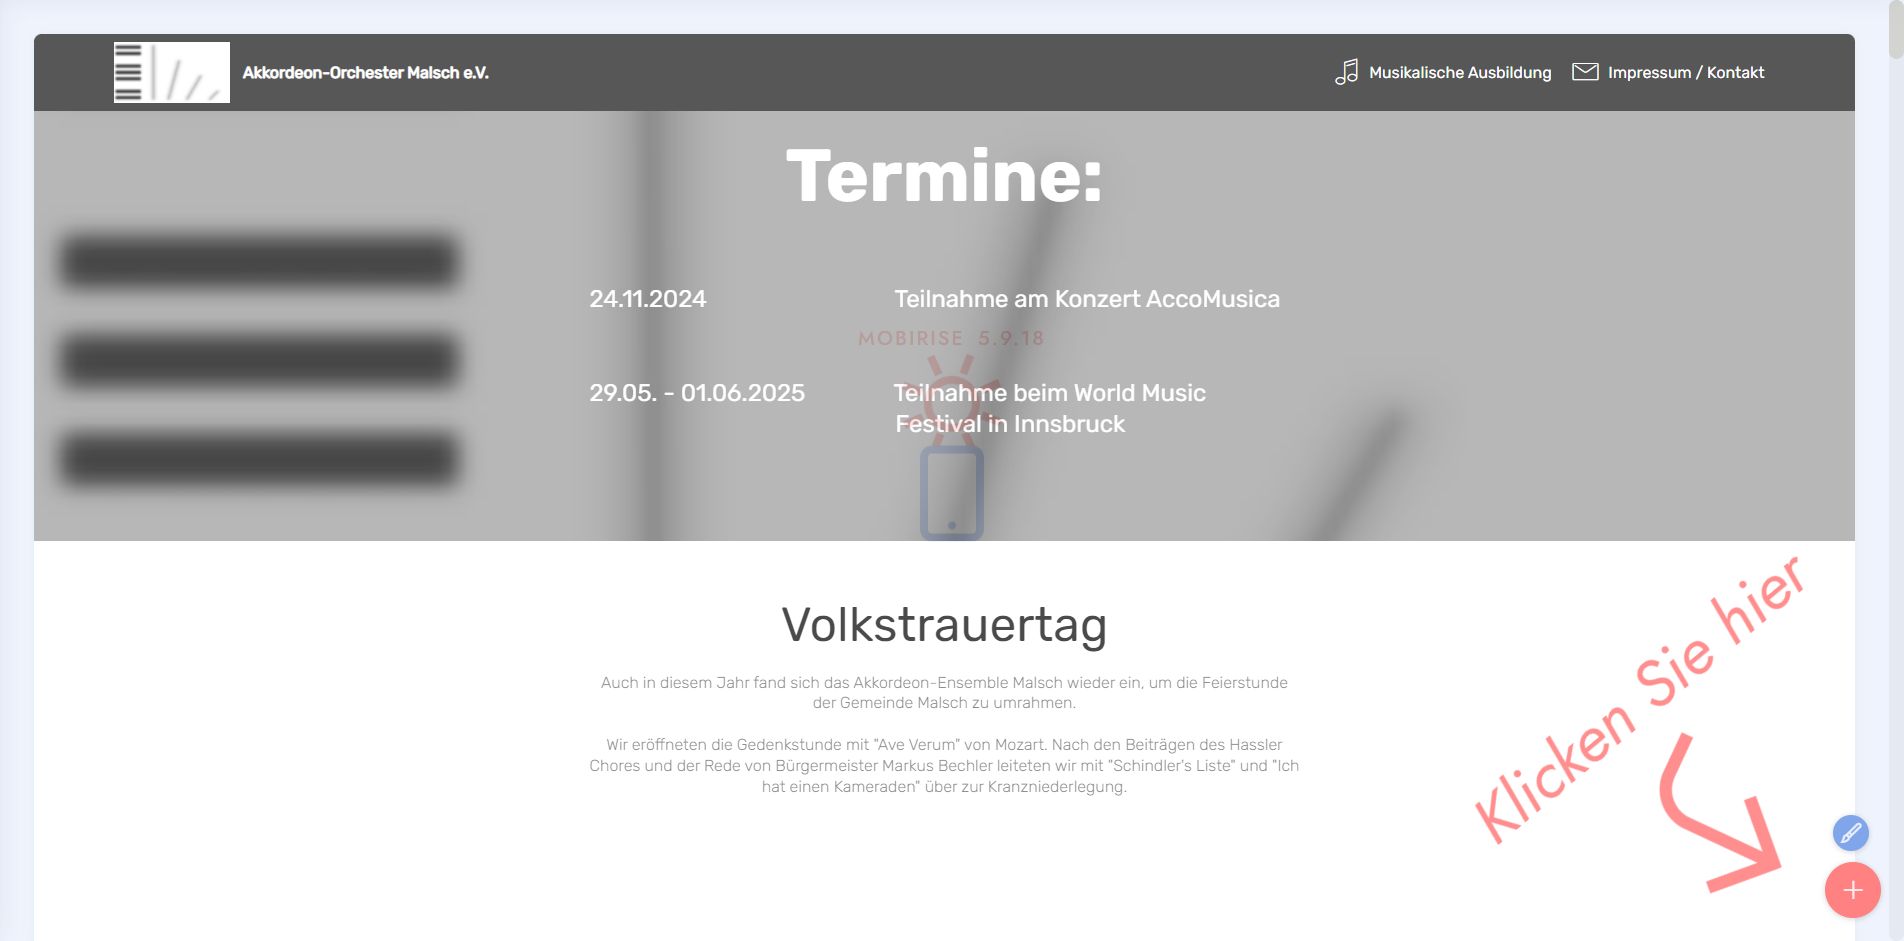 Akkordeon-Orchester Malsch e.V.
Musikalische Ausbildung
Impressum / Kontakt
Termine:
24.11.2024 Teilnahme am Konzert AccoMusica
MOBIRISE 5.9.18
29.05. - 01.06.2025 Teilnahme beim World Music
Festival in Innsbruck
Volkstrauertag
Auch in diesem Jahr fand sich das Akkordeon-Ensemble Malsch wieder ein, um die Feierstunde
der Gemeinde Malsch zu umrahmen.
Wir eröffneten die Gedenkstunde mit "Ave Verum" von Mozart. Nach den Beiträgen des Hassler
Chores und der Rede von Bürgermeister Markus Bechler leiteten wir mit "Schindler's Liste" und "Ich
hat einen Kameraden" über zur Kranzniederlegung.
Klicken Sie hier